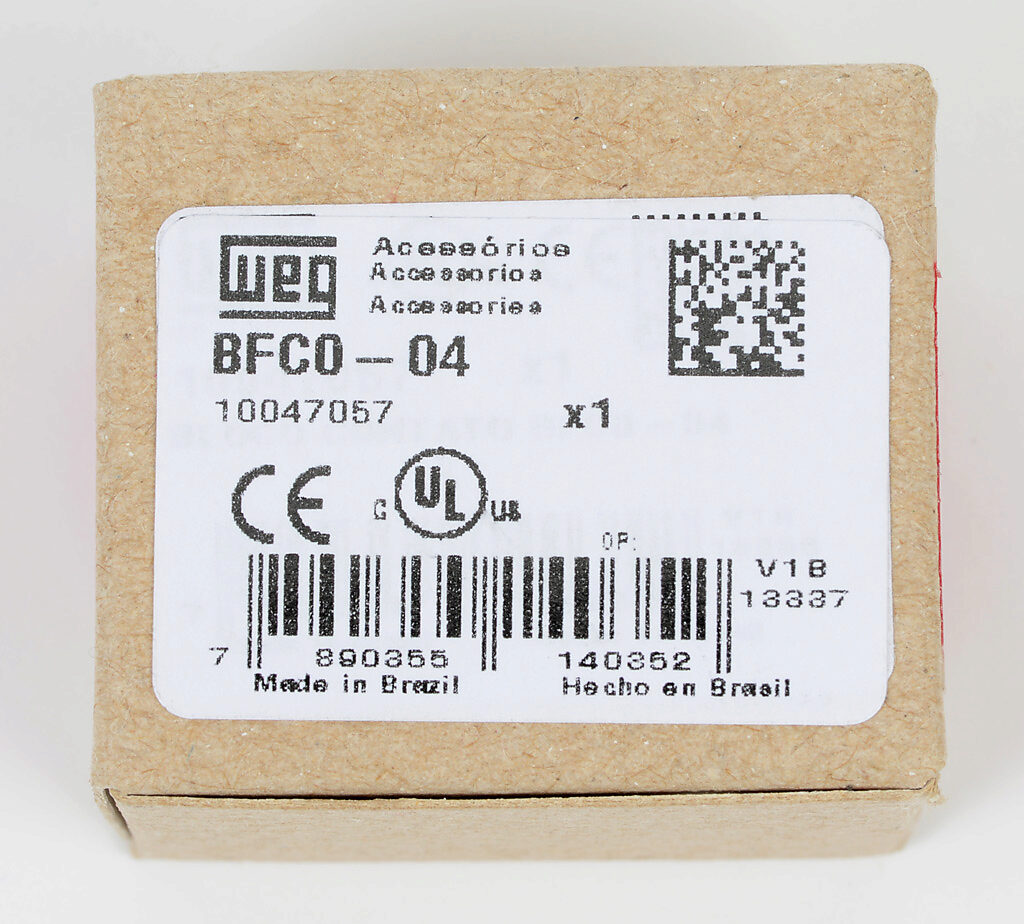 weg
Acessórios
Accesorios
Accessories
BFC0-04
10047057
x1
CE
C UL US
OP:
V1B
13337
7 890355 140352
Made in Brazil
Hecho en Brasil